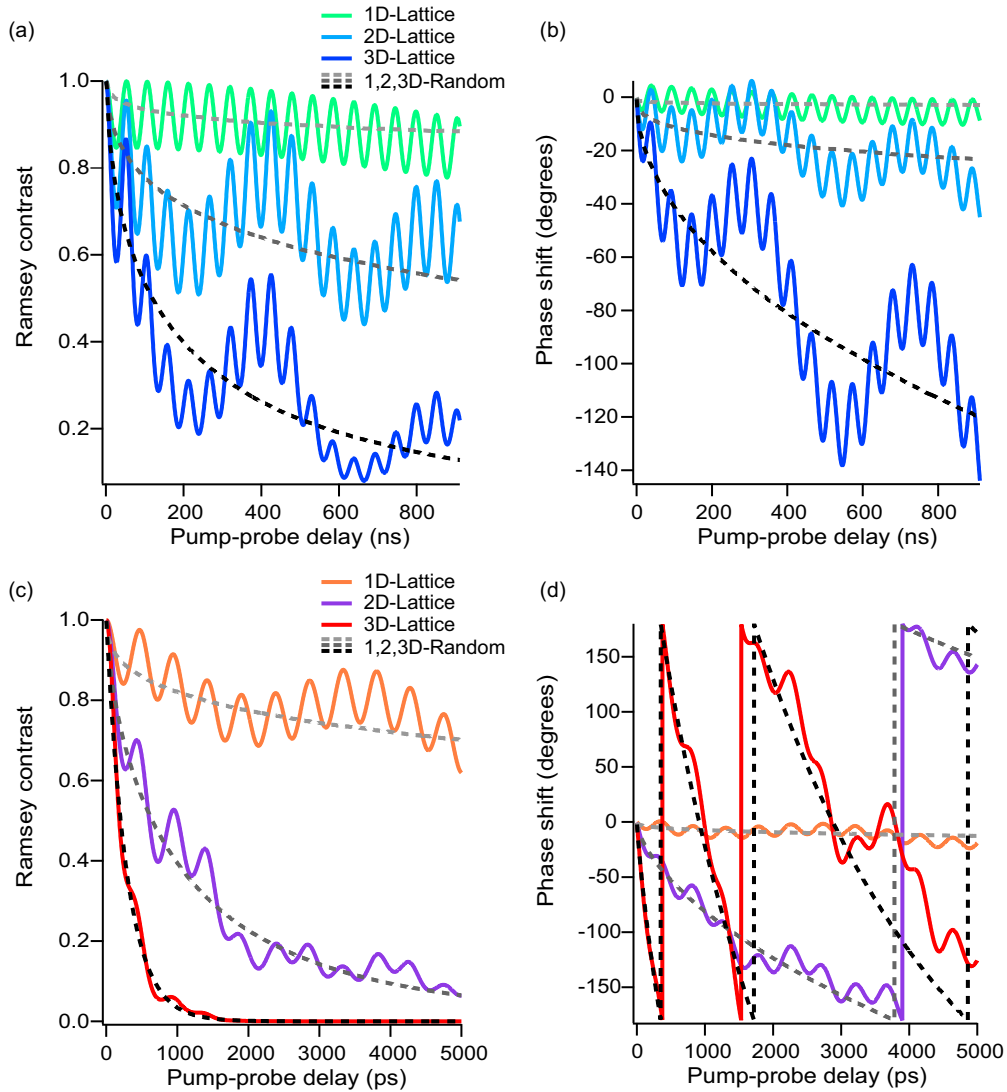 (a)
1D-Lattice
2D-Lattice
3D-Lattice
1,2,3D-Random
1.0
0.8
0.6
0.4
0.2
Ramsey contrast
0 200 400 600 800
Pump-probe delay (ns)
(b)
0
-20
-40
-60
-80
-100
-120
-140
Phase shift (degrees)
0 200 400 600 800
Pump-probe delay (ns)
(c)
1D-Lattice
2D-Lattice
3D-Lattice
1,2,3D-Random
1.0
0.8
0.6
0.4
0.2
0.0
Ramsey contrast
0 1000 2000 3000 4000 5000
Pump-probe delay (ps)
(d)
150
100
50
0
-50
-100
-150
Phase shift (degrees)
0 1000 2000 3000 4000 5000
Pump-probe delay (ps)